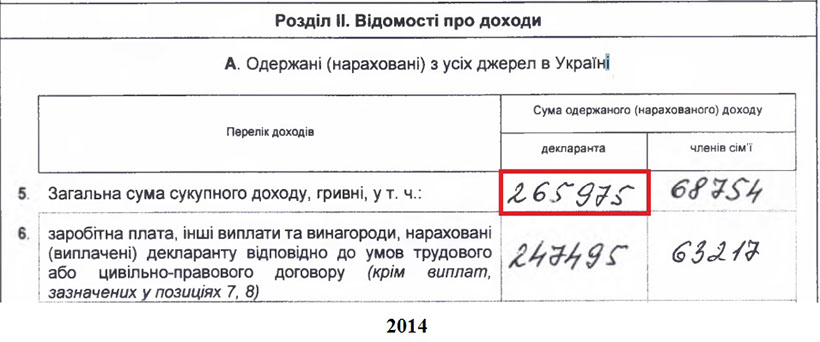 Розділ II. Відомості про доходи
А. Одержані (нараховані) з усіх джерел в Україні
Перелік доходів
Сума одержаного (нарахованого) доходу
декларанта
членів сім'ї
5. Загальна сума сукупного доходу, гривні, у т. ч.: 265975 68754
6. заробітна плата, інші виплати та винагороди, нараховані
(виплачені) декларанту відповідно до умов трудового
або цивільно-правового договору (крім виплат,
зазначених у позиціях 7, 8)
247495 63217
2014